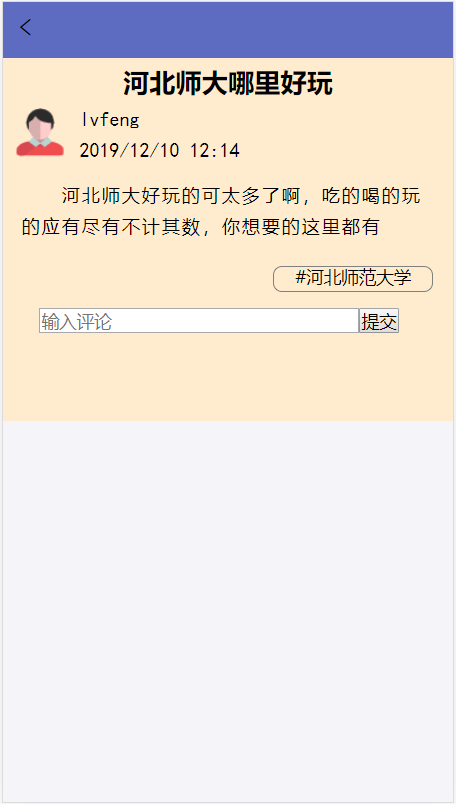 河北师大哪里好玩
lvfeng
2019/12/10 12:14
河北师大好玩的可太多了啊，吃的喝的玩
的应有尽有不计其数，你想要的这里都有
#河北师范大学
输入评论 提交